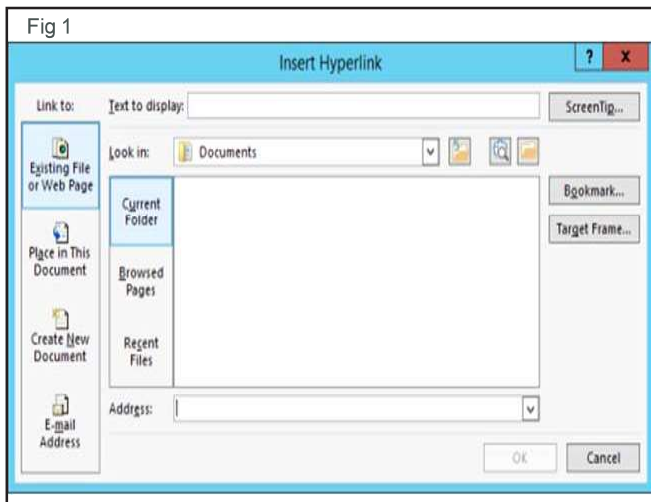 Fig 1
Insert Hyperlink
? x
Link to:
Text to display:
ScreenTip...
Existing File
or Web Page
Look in:
Documents
Current
Folder
Bookmark...
Place in This
Document
Target Frame...
Browsed
Pages
Create New
Document
Recent
Files
E-mail
Address
Address:
OK
Cancel